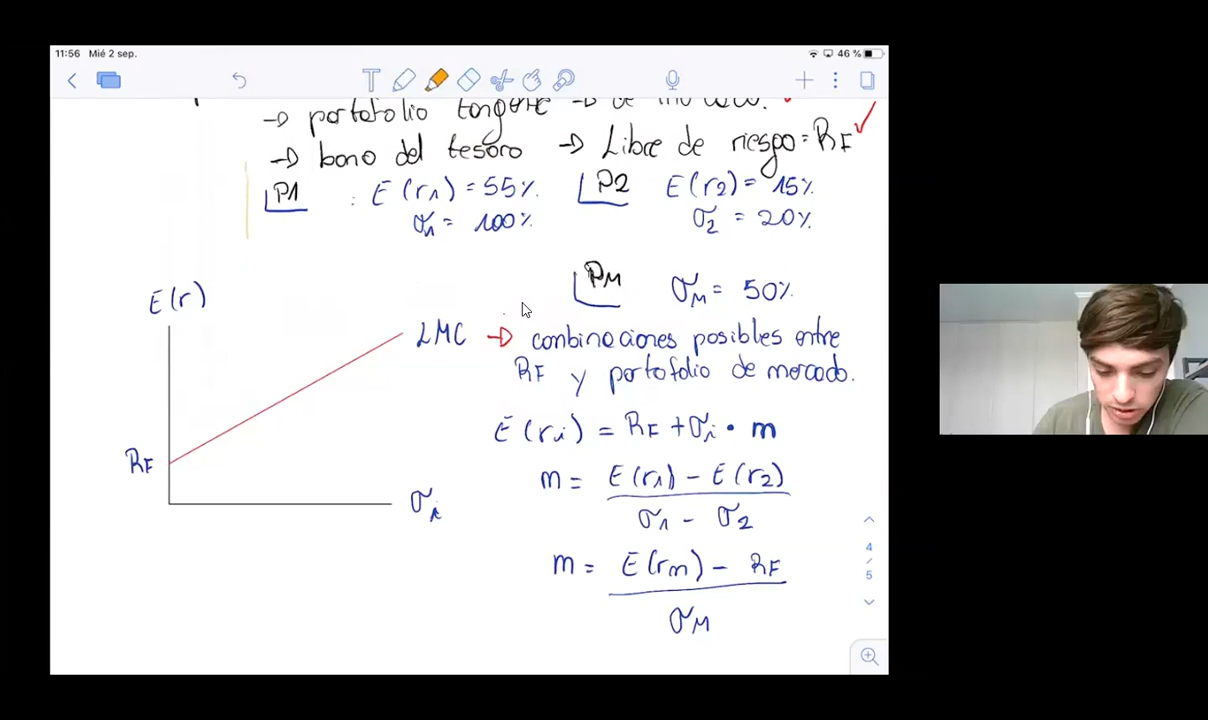 11:56 Mié 2 sep.
46 %
→ portafolio tangente → de
→ bono del tesoro → Libre de riesgo = RF ✓
P1 : E(r1) = 55%. P2 E(r2) = 15%.
σ1 = 100% σ2 = 20%.
PM σM = 50%.
E(r)
LMC → combinaciones posibles entre
RF y portafolio de mercado.
E(ri) = RF + σi • m
RF
m = E(r1) - E(r2)
σi
σ1 - σ2
m = E(rm) - RF
σM
4
/
5